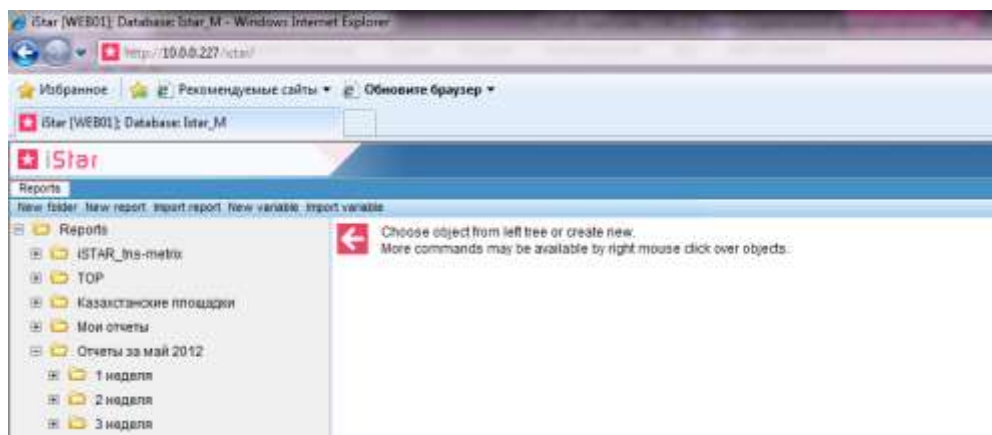 iStar [WEB01]; Database: Istar_M - Windows Internet Explorer
http://10.0.0.227/istar/
Избранное Рекомендуемые сайты Обновите браузер
iStar [WEB01]; Database: Istar_M
iStar
Reports
New folder New report Import report New variable Import variable
Reports
iSTAR_tns-metrix
TOP
Казахстанские площадки
Мои отчеты
Отчеты за май 2012
1 неделя
2 неделя
3 неделя
Choose object from left tree or create new.
More commands may be available by right mouse click over objects.